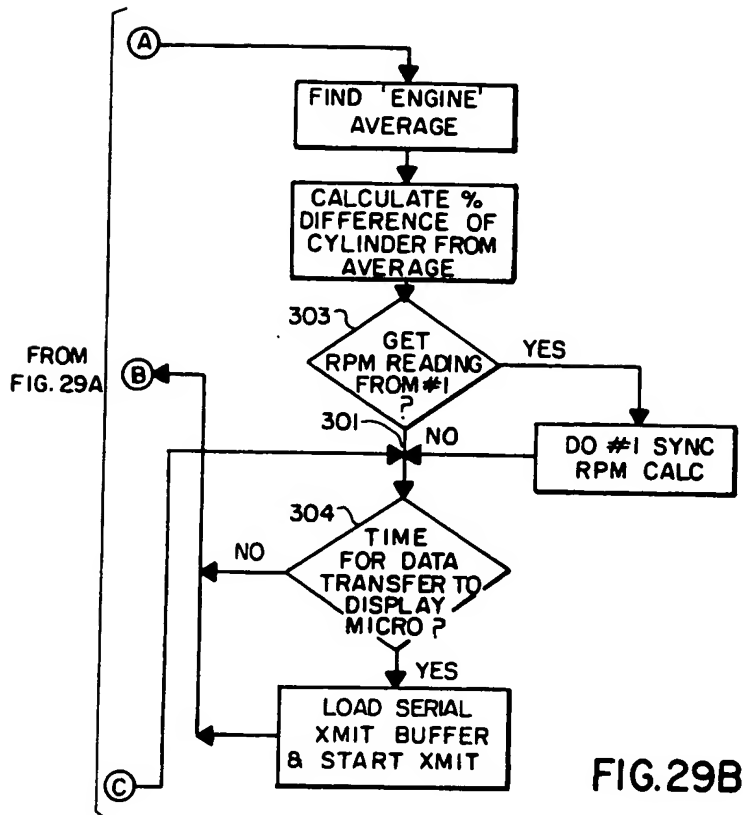 A
FIND 'ENGINE'
AVERAGE
CALCULATE %
DIFFERENCE OF
CYLINDER FROM
AVERAGE
303
GET
RPM READING
FROM #1
?
YES
FROM
FIG. 29A
B
301
NO
DO #1 SYNC
RPM CALC
304
TIME
FOR DATA
TRANSFER TO
DISPLAY
MICRO ?
NO
YES
LOAD SERIAL
XMIT BUFFER
& START XMIT
C
FIG. 29B